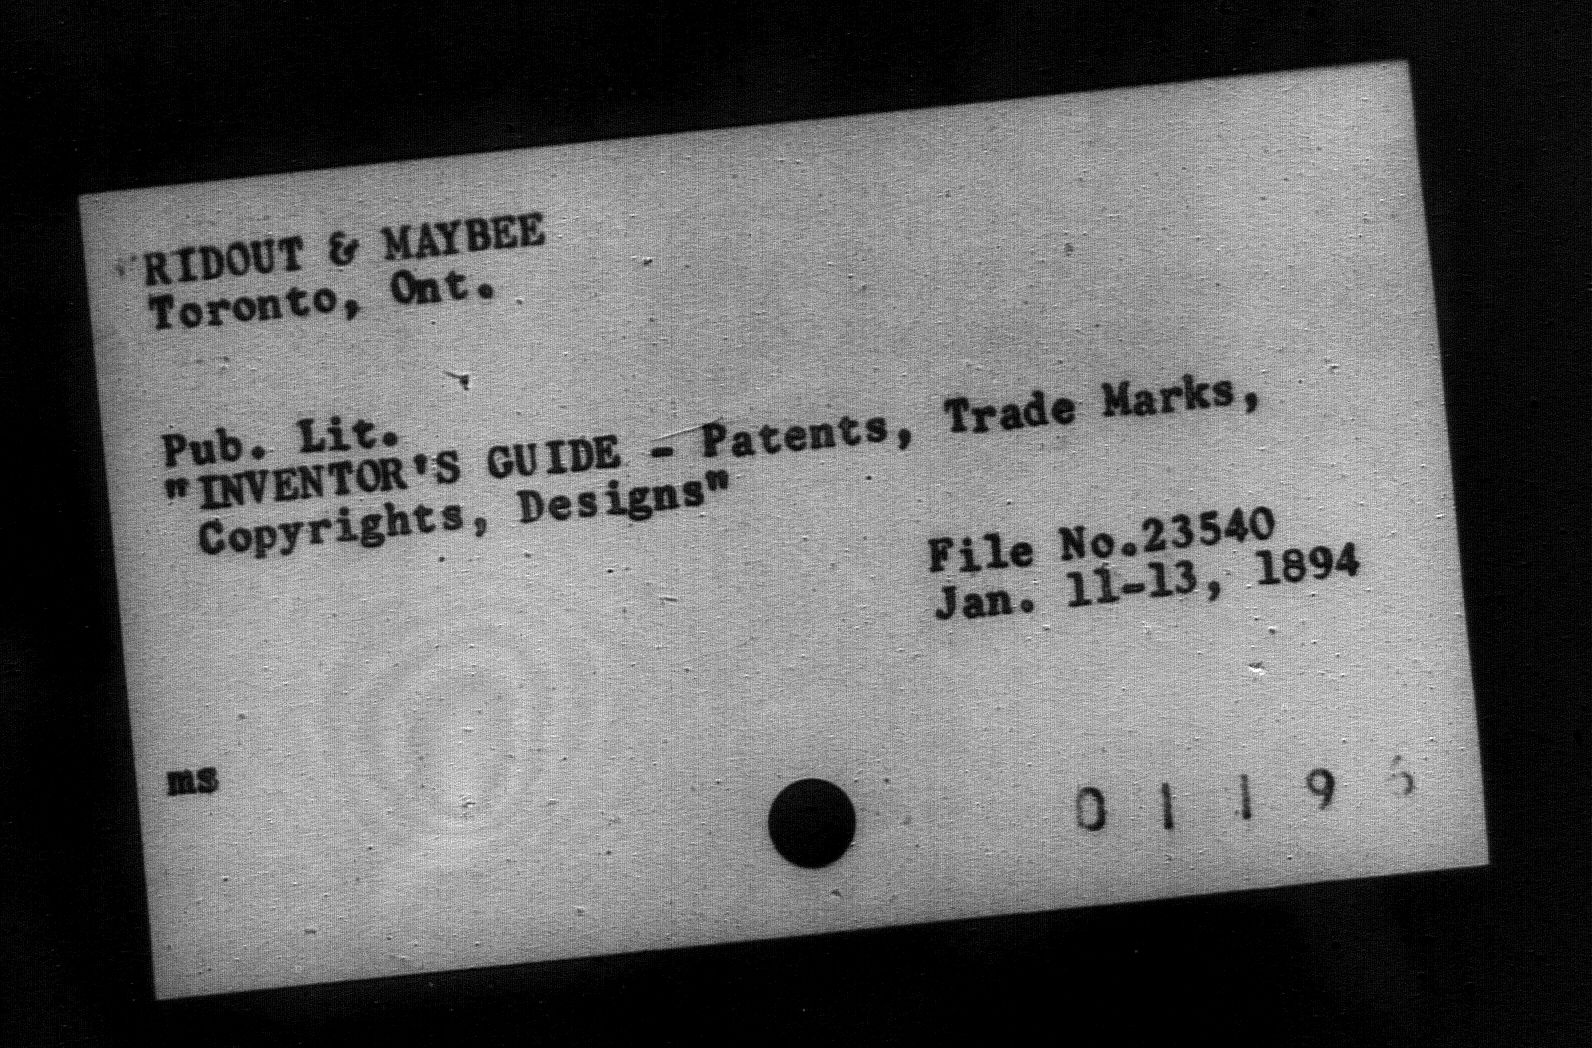 RIDOUT & MAYBEE
Toronto, Ont.
Pub. Lit.
"INVENTOR'S GUIDE - Patents, Trade Marks,
Copyrights, Designs"
File No.23540
Jan. 11-13, 1894
ms